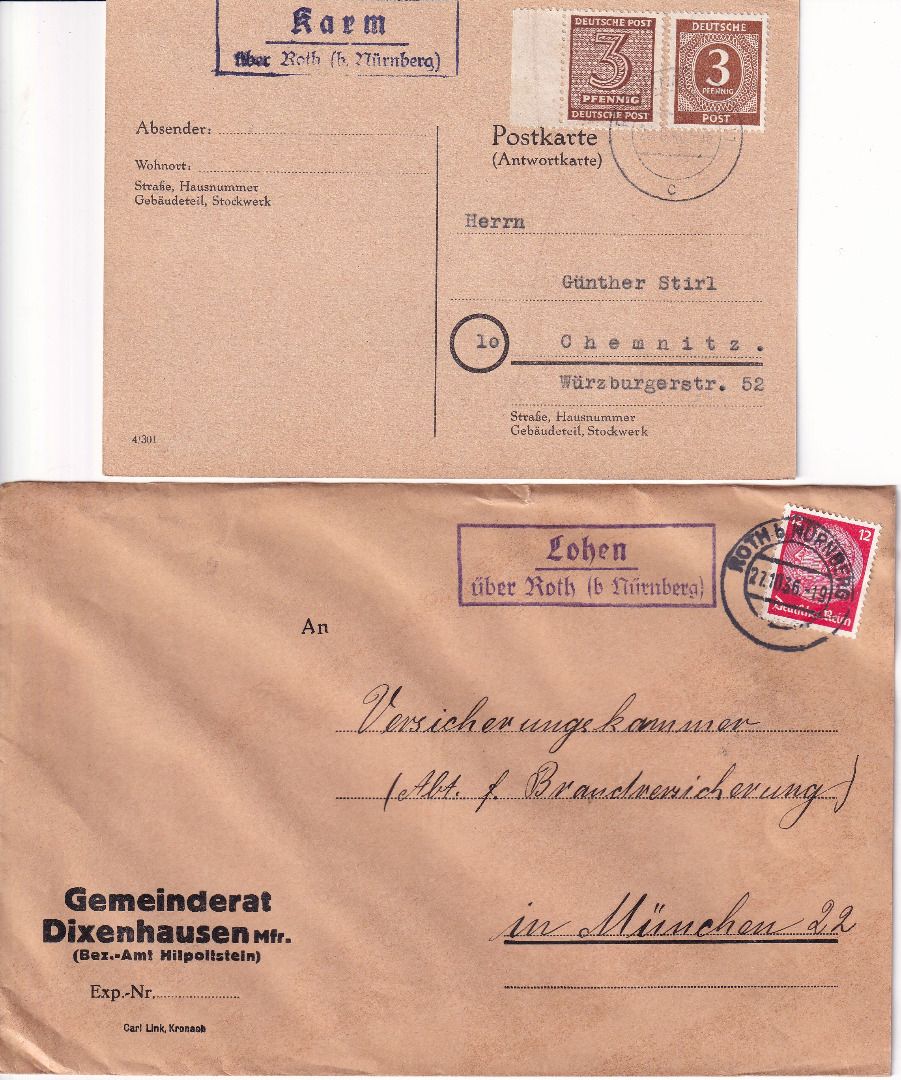 Karm
über Roth (b. Nürnberg)
DEUTSCHE POST
3
PFENNIG
DEUTSCHE POST
DEUTSCHE
3
PFENNIG
POST
c
Absender:
Wohnort:
Straße, Hausnummer
Gebäudeteil, Stockwerk
4/301
Postkarte
(Antwortkarte)
Herrn
Günther Stirl
10
Chemnitz.
Würzburgerstr. 52
Straße, Hausnummer
Gebäudeteil, Stockwerk
Lohen
über Roth (b Nürnberg)
12
Deutsches Reich
ROTH b NÜRNBERG
An
Versicherungskammer
(Abt. f. Brandversicherung)
in München 22
Gemeinderat
Dixenhausen Mfr.
(Bez.-Amt Hilpoltstein)
Exp.-Nr.
Carl Link, Kronach